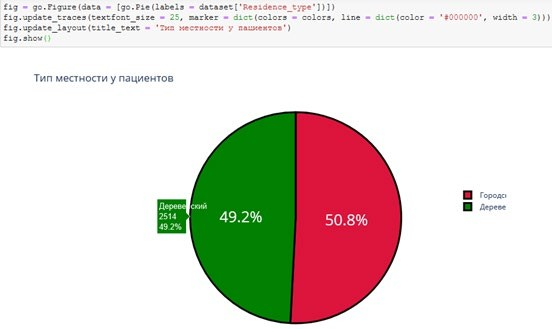 fig = go.Figure(data = [go.Pie(labels = dataset['Residence_type'])])
fig.update_traces(textfont_size = 25, marker = dict(colors = colors, line = dict(color = '#000000', width = 3)))
fig.update_layout(title_text = 'Тип местности у пациентов')
fig.show()
Тип местности у пациентов
Деревенский
2514
49.2%
49.2%
50.8%
Городс
Дереве